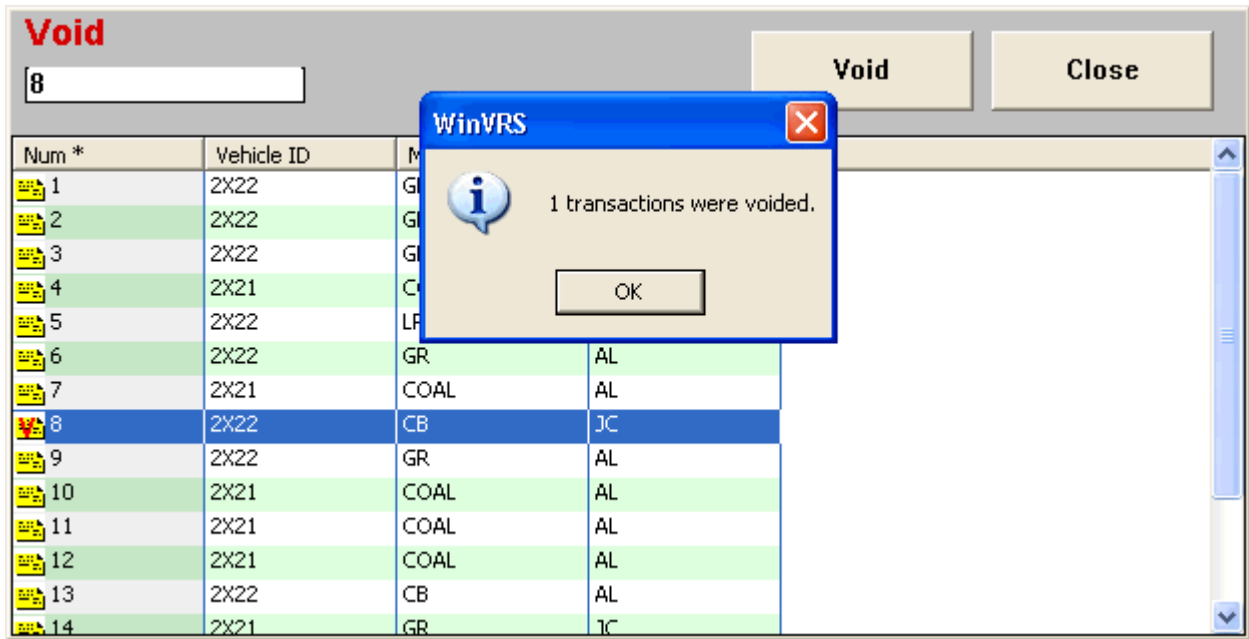 Void
8
Void
Close
WinVRS
1 transactions were voided.
OK
Num * Vehicle ID
1 2X22
2 2X22
3 2X22
4 2X21
5 2X22
6 2X22 GR AL
7 2X21 COAL AL
8 2X22 CB JC
9 2X22 GR AL
10 2X21 COAL AL
11 2X21 COAL AL
12 2X21 COAL AL
13 2X22 CB AL
14 2X21 GR JC